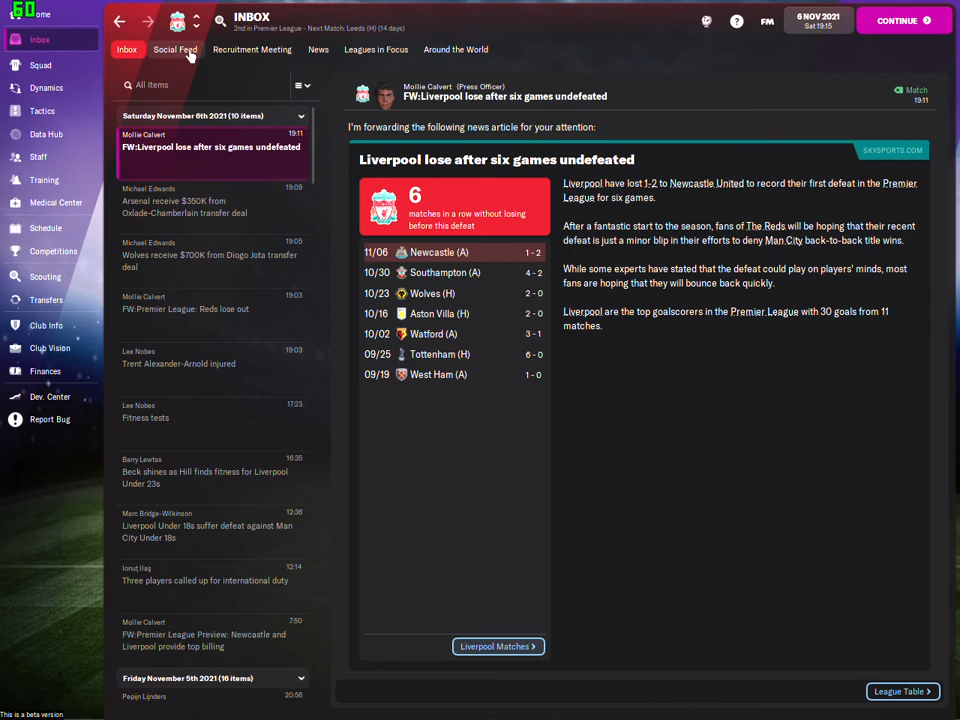 60
ome
INBOX
2nd in Premier League - Next Match: Leeds (H) (14 days)
?
FM
6 NOV 2021
Sat 19:15
CONTINUE
Inbox
Squad
Dynamics
Tactics
Data Hub
Staff
Training
Medical Center
Schedule
Competitions
Scouting
Transfers
Club Info
Club Vision
Finances
Dev. Center
Report Bug
This is a beta version
Inbox
Social Feed
Recruitment Meeting
News
Leagues in Focus
Around the World
All Items
Saturday November 6th 2021 (10 items)
Mollie Calvert 19:11
FW:Liverpool lose after six games undefeated
Michael Edwards 19:09
Arsenal receive $350K from
Oxlade-Chamberlain transfer deal
Michael Edwards 19:05
Wolves receive $700K from Diogo Jota transfer
deal
Mollie Calvert 19:03
FW:Premier League: Reds lose out
Lee Nobes 19:03
Trent Alexander-Arnold injured
Lee Nobes 17:23
Fitness tests
Barry Lewtas 16:35
Beck shines as Hill finds fitness for Liverpool
Under 23s
Marc Bridge-Wilkinson 12:36
Liverpool Under 18s suffer defeat against Man
City Under 18s
Ionuț Ilaș 12:14
Three players called up for international duty
Mollie Calvert 7:50
FW:Premier League Preview: Newcastle and
Liverpool provide top billing
Friday November 5th 2021 (16 items)
Pepijn Lijnders 20:56
Mollie Calvert (Press Officer)
FW:Liverpool lose after six games undefeated
Match
19:11
I'm forwarding the following news article for your attention:
SKYSPORTS.COM
Liverpool lose after six games undefeated
6
matches in a row without losing
before this defeat
11/06 Newcastle (A) 1 - 2
10/30 Southampton (A) 4 - 2
10/23 Wolves (H) 2 - 0
10/16 Aston Villa (H) 2 - 0
10/02 Watford (A) 3 - 1
09/25 Tottenham (H) 6 - 0
09/19 West Ham (A) 1 - 0
Liverpool Matches >
Liverpool have lost 1-2 to Newcastle United to record their first defeat in the Premier
League for six games.
After a fantastic start to the season, fans of The Reds will be hoping that their recent
defeat is just a minor blip in their efforts to deny Man City back-to-back title wins.
While some experts have stated that the defeat could play on players' minds, most
fans are hoping that they will bounce back quickly.
Liverpool are the top goalscorers in the Premier League with 30 goals from 11
matches.
League Table >